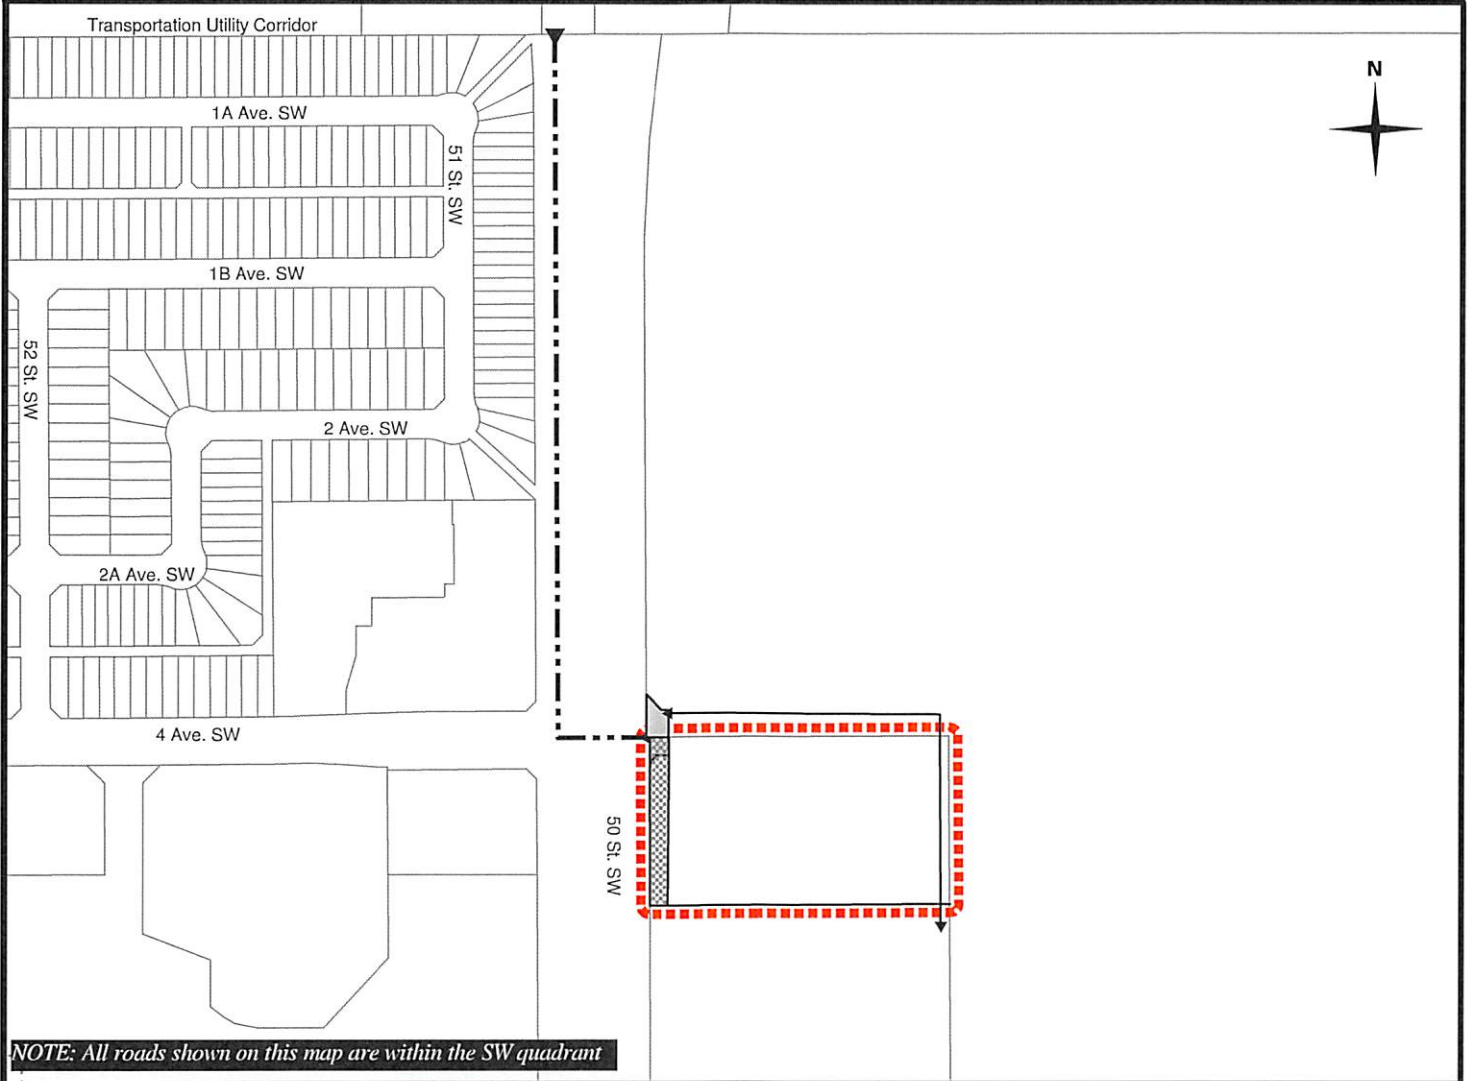 Transportation Utility Corridor
N
1A Ave. SW
51 St. SW
1B Ave. SW
52 St. SW
2 Ave. SW
2A Ave. SW
4 Ave. SW
50 St. SW
NOTE: All roads shown on this map are within the SW quadrant